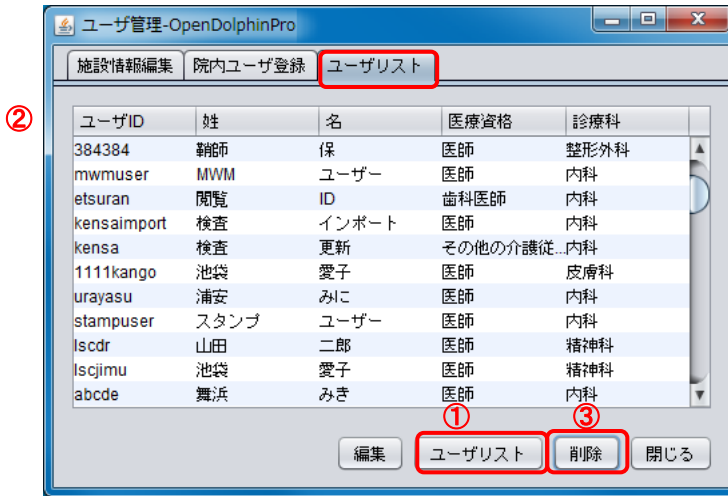 ユーザ管理-OpenDolphinPro
施設情報編集 院内ユーザ登録 ユーザリスト
②
ユーザID 姓 名 医療資格 診療科
384384 鞆師 保 医師 整形外科
mwmuser MWM ユーザー 医師 内科
etsuran 閲覧 ID 歯科医師 内科
kensaimport 検査 インポート 医師 内科
kensa 検査 更新 その他の介護従... 内科
1111kango 池袋 愛子 医師 皮膚科
urayasu 浦安 みに 医師 内科
stampuser スタンプ ユーザー 医師 内科
lscdr 山田 二郎 医師 精神科
lscjimu 池袋 愛子 医師 精神科
abcde 舞浜 みき 医師 内科
① ③
編集 ユーザリスト 削除 閉じる